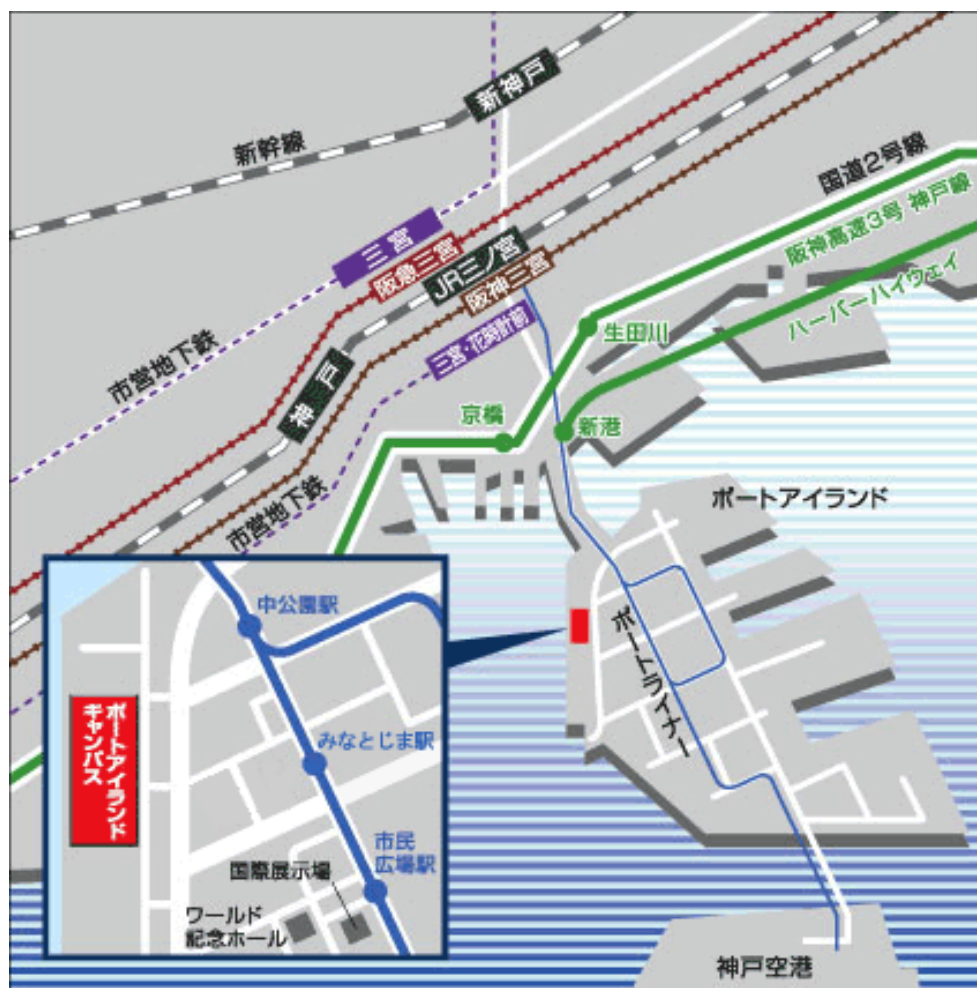 新神戸
新幹線
国道2号線
阪神高速3号 神戸線
ハーバーハイウェイ
三宮
阪急三宮
JR三ノ宮
阪神三宮
三宮・花時計前
生田川
市営地下鉄
神戸
京橋
新港
市営地下鉄
ポートアイランド
ポートライナー
中公園駅
ポートアイランド
キャンパス
みなとじま駅
市民
広場駅
国際展示場
ワールド
記念ホール
神戸空港